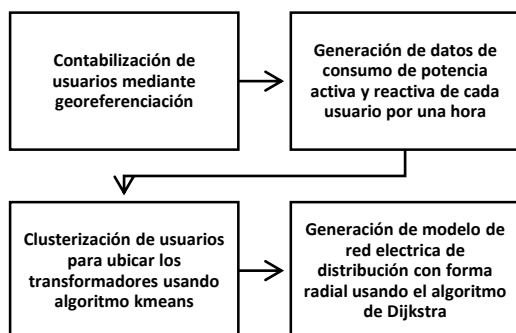 Contabilización de
usuarios mediante
georeferenciación
Generación de datos de
consumo de potencia
activa y reactiva de cada
usuario por una hora
Clusterización de usuarios
para ubicar los
transformadores usando
algoritmo kmeans
Generación de modelo de
red electrica de
distribución con forma
radial usando el algoritmo
de Dijkstra